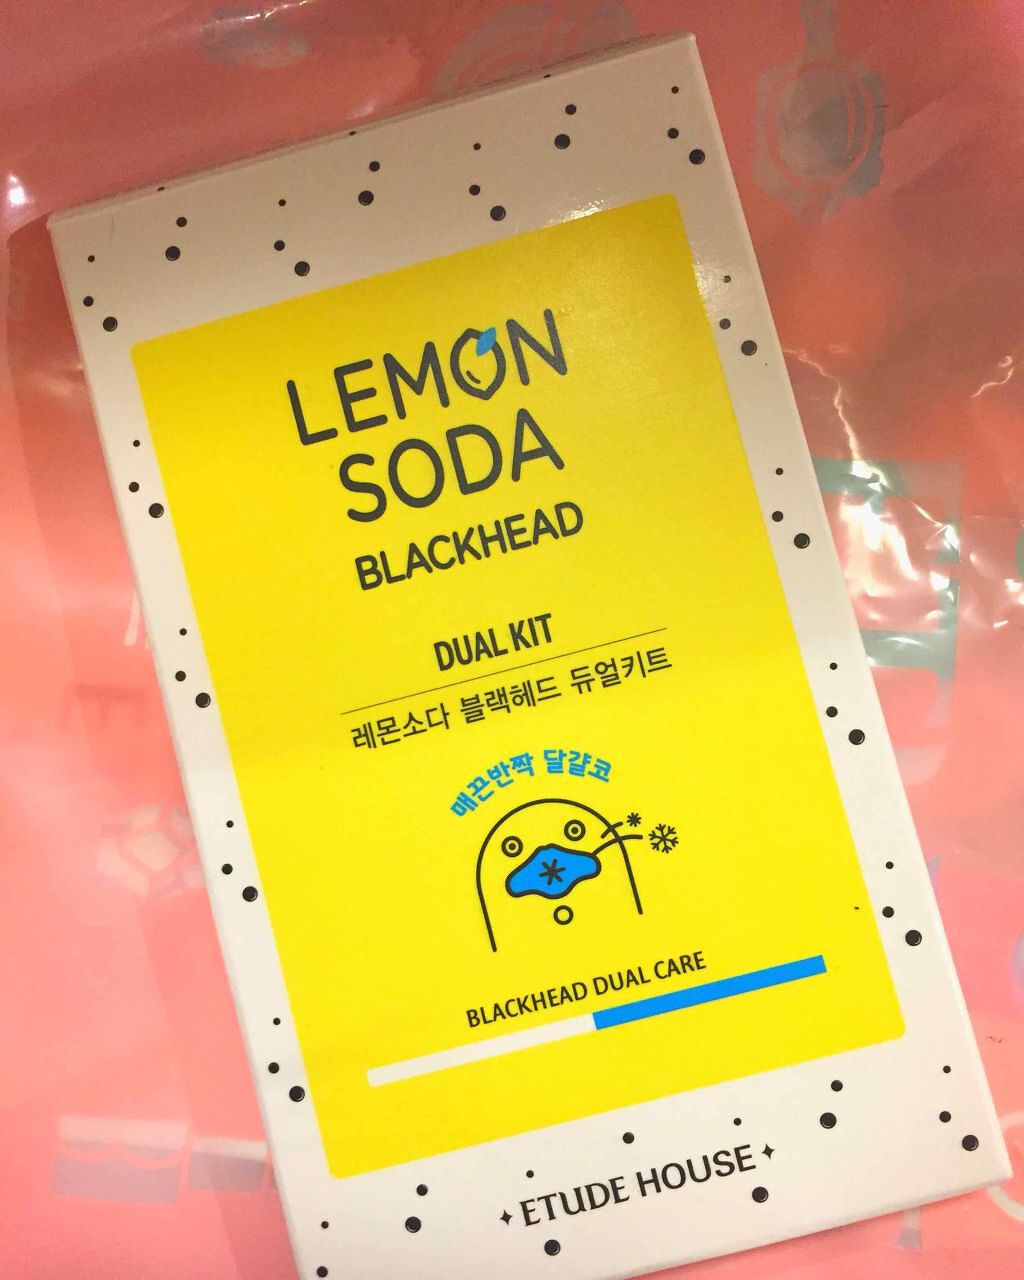 LEMON
SODA
BLACKHEAD
DUAL KIT
레몬소다 블랙헤드 듀얼키트
매끈반짝 달걀코
BLACKHEAD DUAL CARE
ETUDE HOUSE